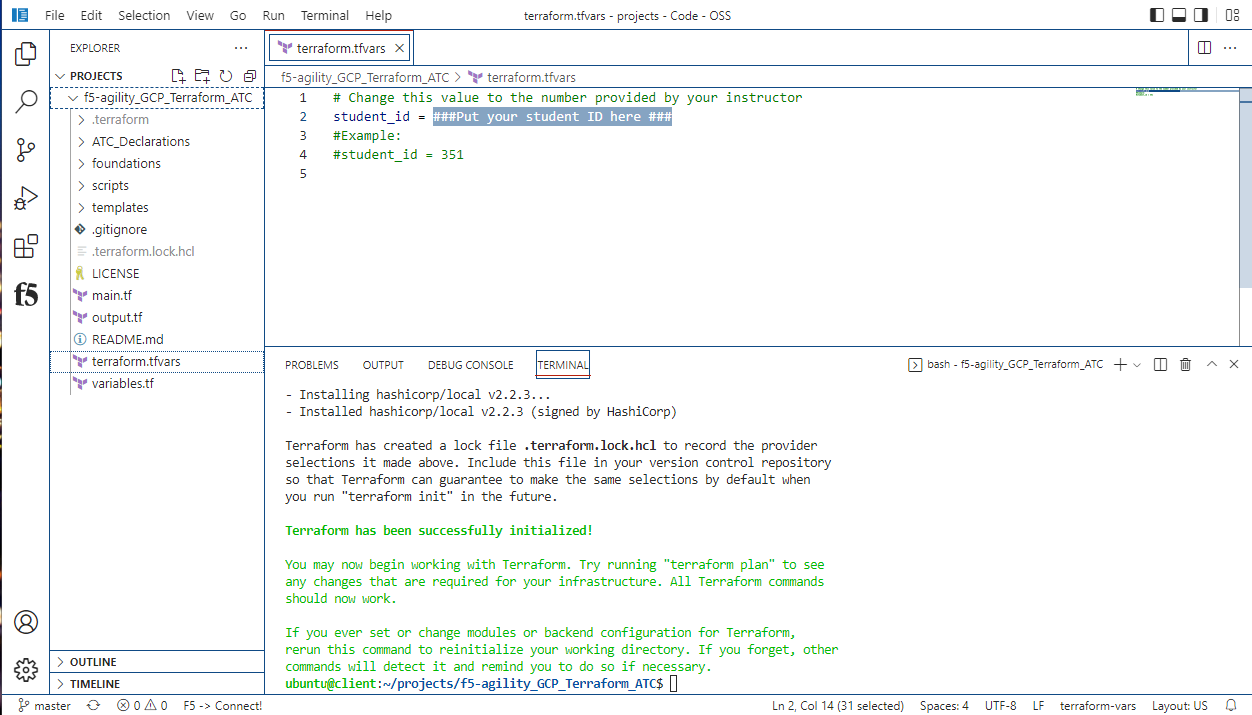 File Edit Selection View Go Run Terminal Help
terraform.tfvars - projects - Code - OSS
EXPLORER
PROJECTS
f5-agility_GCP_Terraform_ATC
.terraform
ATC_Declarations
foundations
scripts
templates
.gitignore
.terraform.lock.hcl
LICENSE
main.tf
output.tf
README.md
terraform.tfvars
variables.tf
OUTLINE
TIMELINE
f5
terraform.tfvars
f5-agility_GCP_Terraform_ATC > terraform.tfvars
1 # Change this value to the number provided by your instructor
2 student_id = ###Put your student ID here ###
3 #Example:
4 #student_id = 351
5
PROBLEMS OUTPUT DEBUG CONSOLE TERMINAL
bash - f5-agility_GCP_Terraform_ATC
- Installing hashicorp/local v2.2.3...
- Installed hashicorp/local v2.2.3 (signed by HashiCorp)
Terraform has created a lock file .terraform.lock.hcl to record the provider
selections it made above. Include this file in your version control repository
so that Terraform can guarantee to make the same selections by default when
you run "terraform init" in the future.
Terraform has been successfully initialized!
You may now begin working with Terraform. Try running "terraform plan" to see
any changes that are required for your infrastructure. All Terraform commands
should now work.
If you ever set or change modules or backend configuration for Terraform,
rerun this command to reinitialize your working directory. If you forget, other
commands will detect it and remind you to do so if necessary.
ubuntu@client:~/projects/f5-agility_GCP_Terraform_ATC$
master 0 0 F5 -> Connect! Ln 2, Col 14 (31 selected) Spaces: 4 UTF-8 LF terraform-vars Layout: US